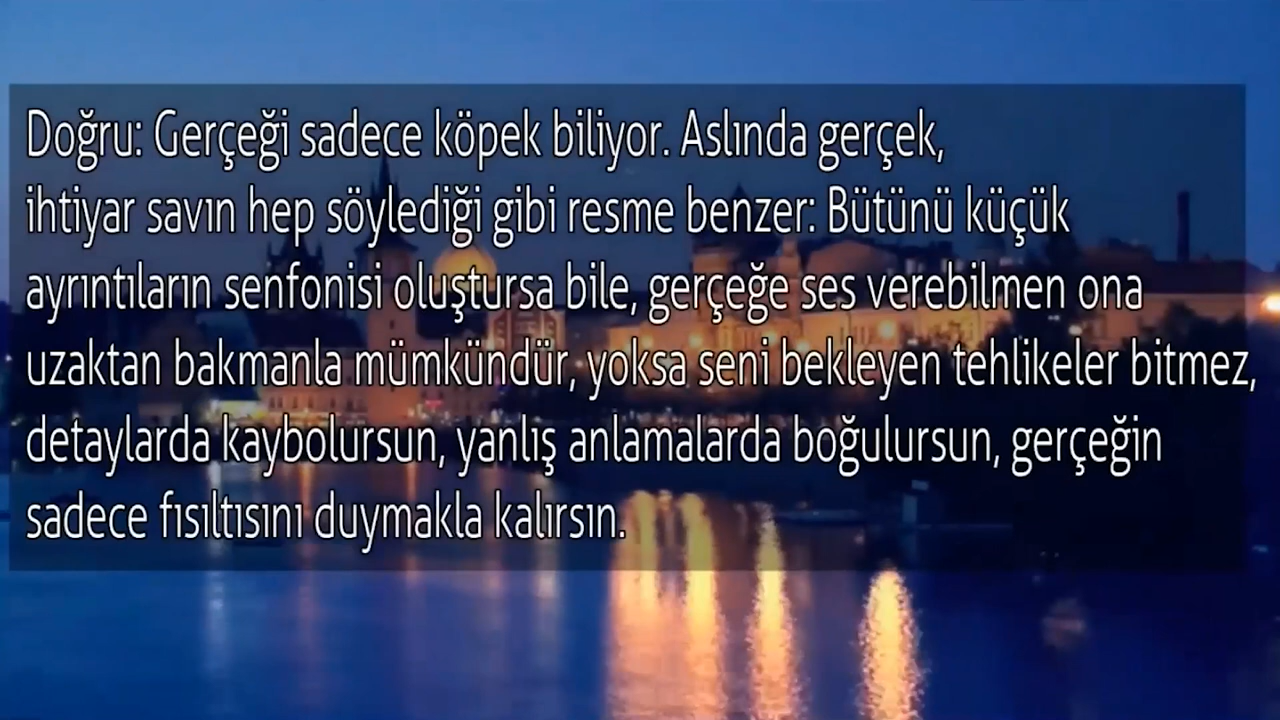 Doğru: Gerçeği sadece köpek biliyor. Aslında gerçek,
ihtiyar savın hep söylediği gibi resme benzer: Bütünü küçük
ayrıntıların senfonisi oluştursa bile, gerçeğe ses verebilmen ona
uzaktan bakmanla mümkündür, yoksa seni bekleyen tehlikeler bitmez,
detaylarda kaybolursun, yanlış anlamalarda boğulursun, gerçeğin
sadece fısıltısını duymakla kalırsın.